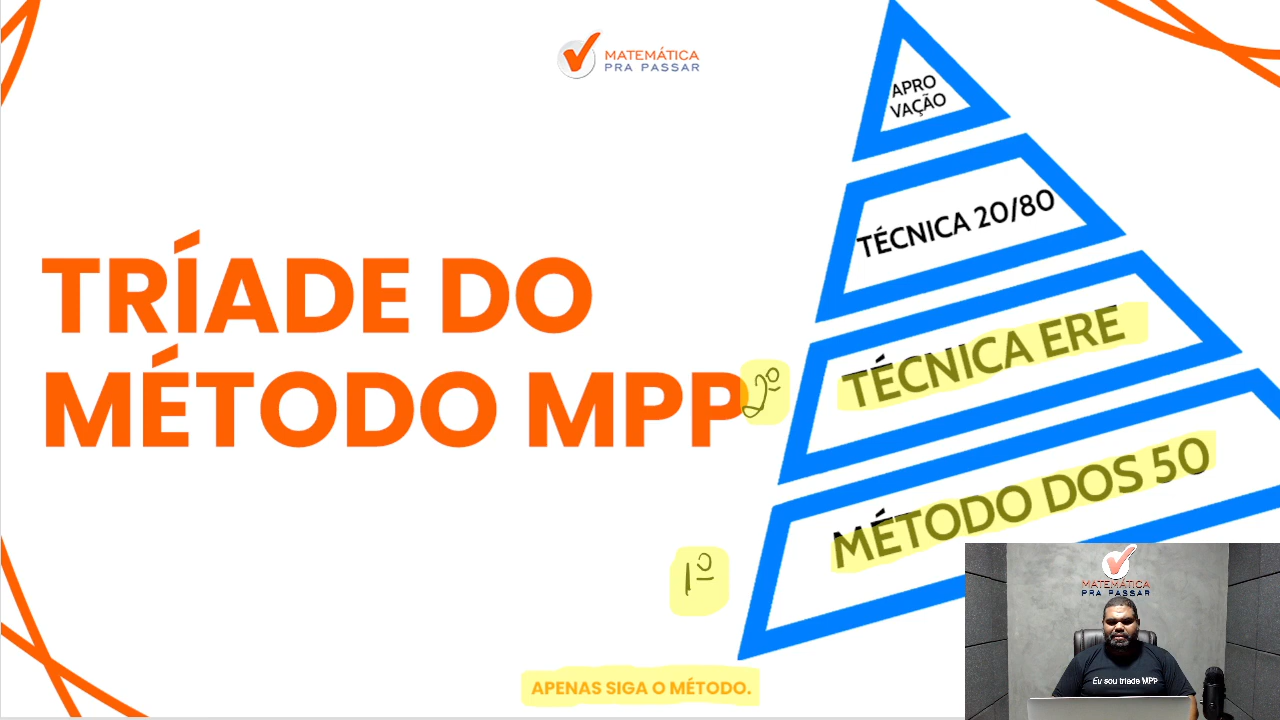 MATEMÁTICA
PRA PASSAR
TRÍADE DO
MÉTODO MPP
APRO
VAÇÃO
TÉCNICA 20/80
2º
TÉCNICA ERE
1º
MÉTODO DOS 50
APENAS SIGA O MÉTODO.
MATEMÁTICA
PRA PASSAR
Eu sou tríade MPP